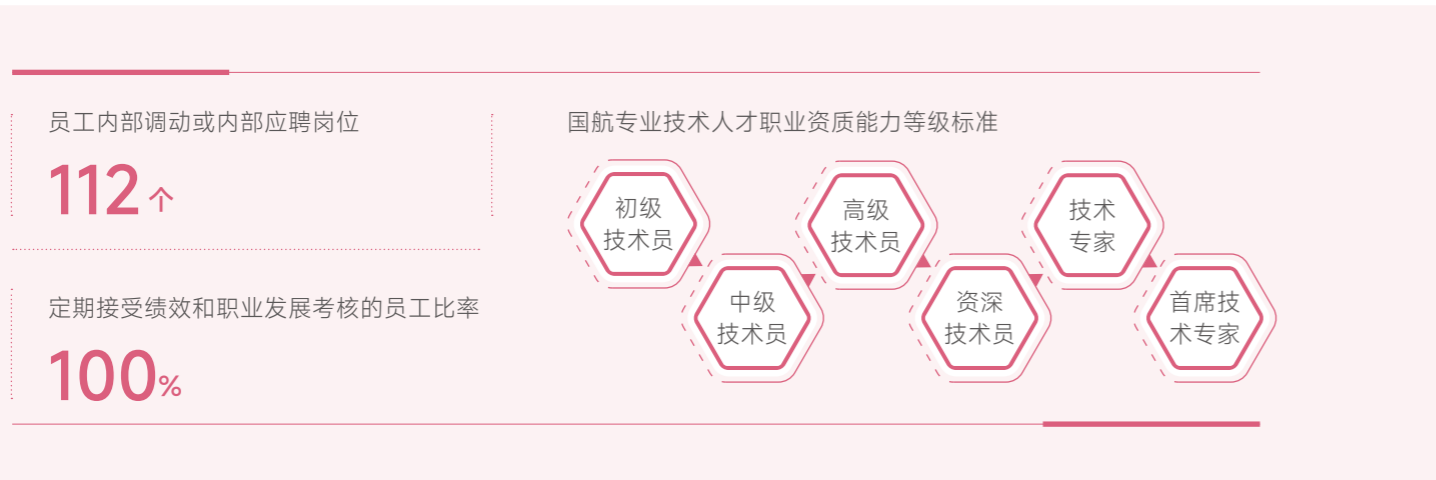 员工内部调动或内部应聘岗位
112个
定期接受绩效和职业发展考核的员工比率
100%
国航专业技术人才职业资质能力等级标准
初级
技术员
中级
技术员
高级
技术员
资深
技术员
技术
专家
首席技
术专家